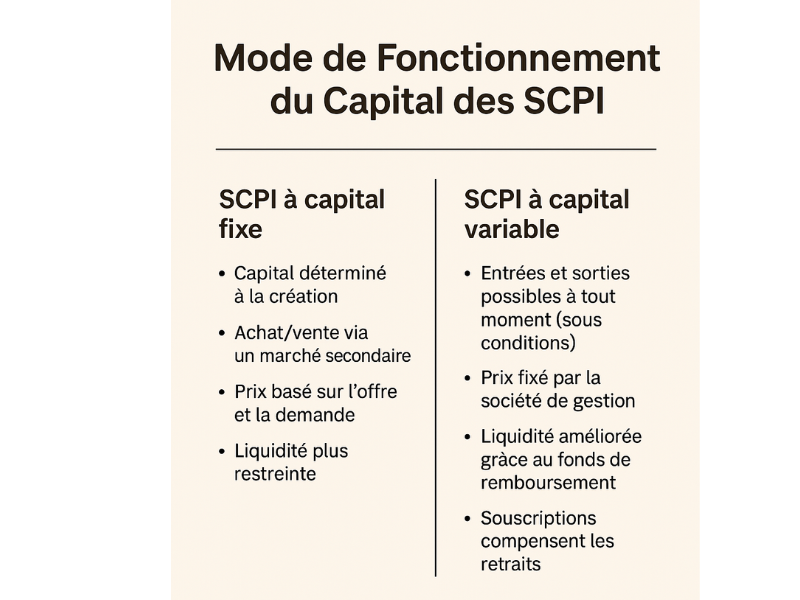 Mode de Fonctionnement
du Capital des SCPI
SCPI à capital
fixe
• Capital déterminé
à la création
• Achat/vente via
un marché secondaire
• Prix basé sur l'offre
et la demande
• Liquidité plus
restreinte
SCPI à capital
variable
• Entrées et sorties
possibles à tout
moment (sous
conditions)
• Prix fixé par la
société de gestion
• Liquidité améliorée
gràce au fonds de
remboursement
• Souscriptions
compensent les
retraits